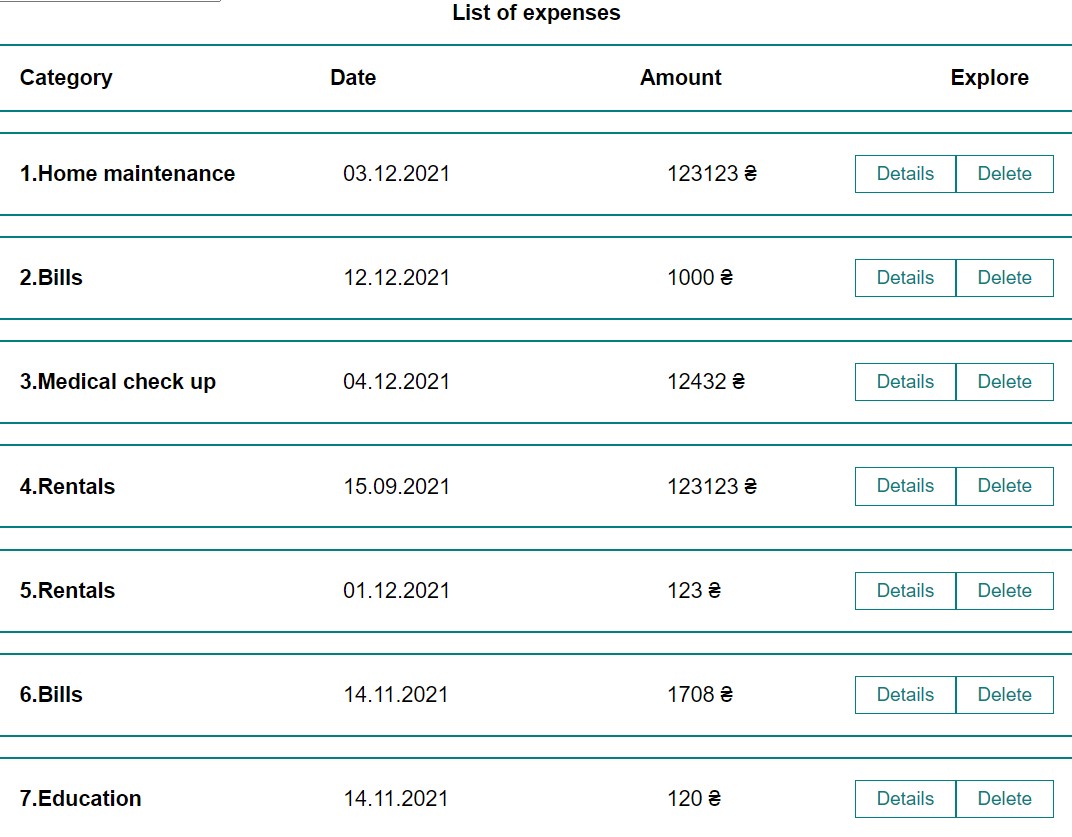 List of expenses
Category Date Amount Explore
1.Home maintenance 03.12.2021 123123 ₴ Details Delete
2.Bills 12.12.2021 1000 ₴ Details Delete
3.Medical check up 04.12.2021 12432 ₴ Details Delete
4.Rentals 15.09.2021 123123 ₴ Details Delete
5.Rentals 01.12.2021 123 ₴ Details Delete
6.Bills 14.11.2021 1708 ₴ Details Delete
7.Education 14.11.2021 120 ₴ Details Delete